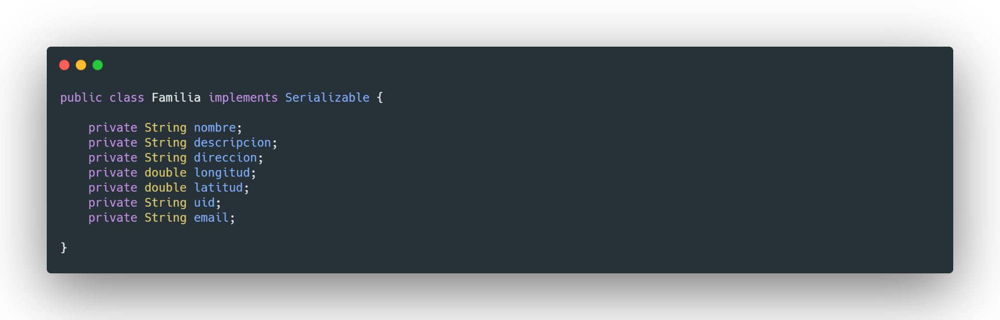 public class Familia implements Serializable {
private String nombre;
private String descripcion;
private String direccion;
private double longitud;
private double latitud;
private String uid;
private String email;
}